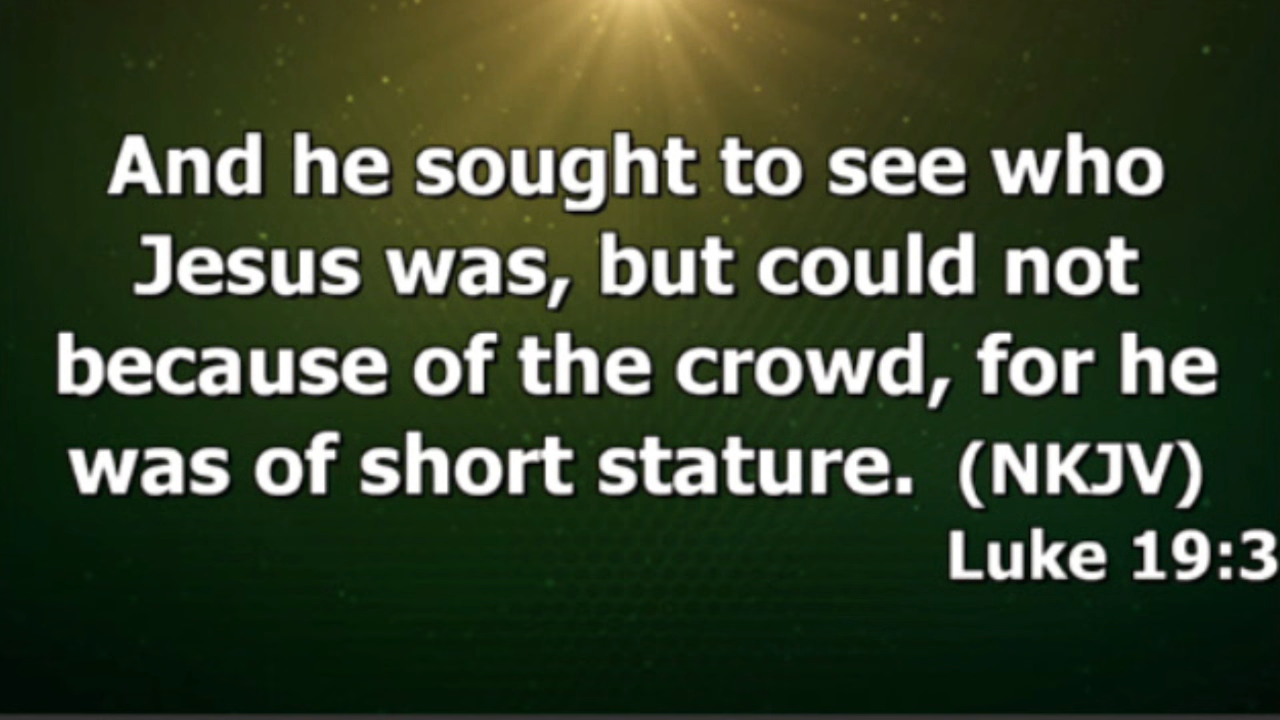 And he sought to see who
Jesus was, but could not
because of the crowd, for he
was of short stature. (NKJV)
Luke 19:3